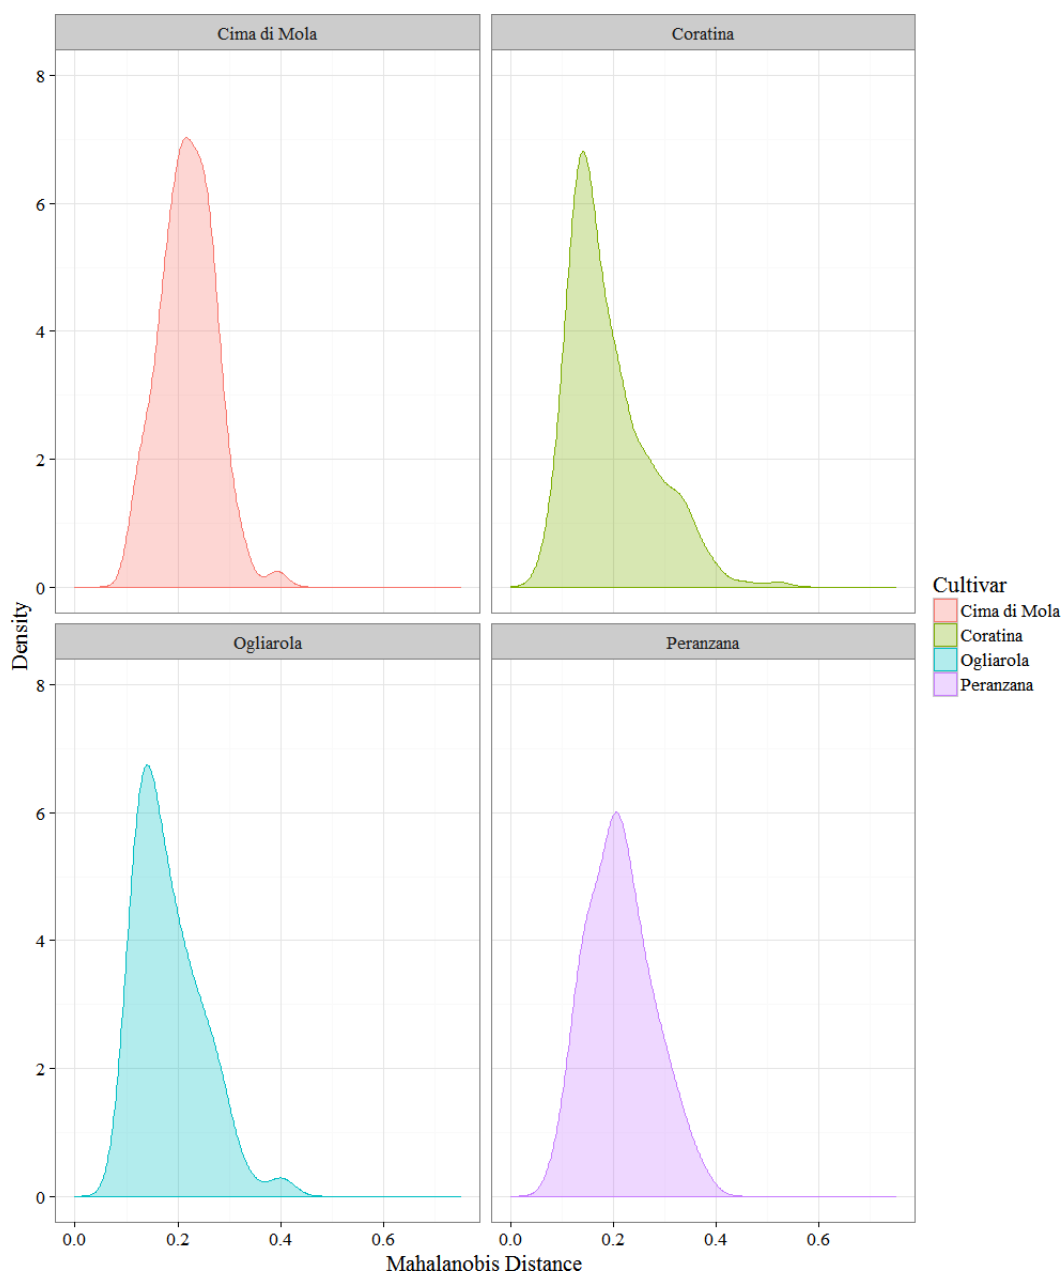 Cima di Mola
Coratina
8
6
4
2
0
Density
Ogliarola
Peranzana
8
6
4
2
0
0.0 0.2 0.4 0.6
0.0 0.2 0.4 0.6
Mahalanobis Distance
Cultivar
Cima di Mola
Coratina
Ogliarola
Peranzana